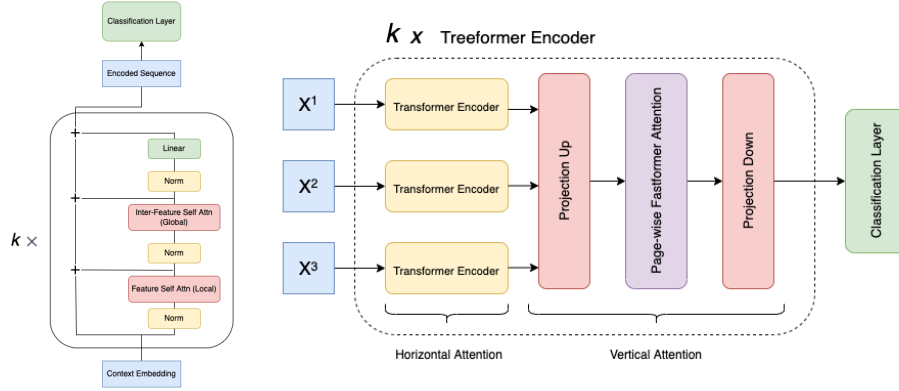 Classification Layer
Encoded Sequence
+
Linear
Norm
+
Inter-Feature Self Attn
(Global)
k ×
Norm
+
Feature Self Attn (Local)
Norm
Context Embedding
k x Treeformer Encoder
X1
Transformer Encoder
X2
Transformer Encoder
X3
Transformer Encoder
Projection Up
Page-wise Fastformer Attention
Projection Down
Classification Layer
Horizontal Attention
Vertical Attention